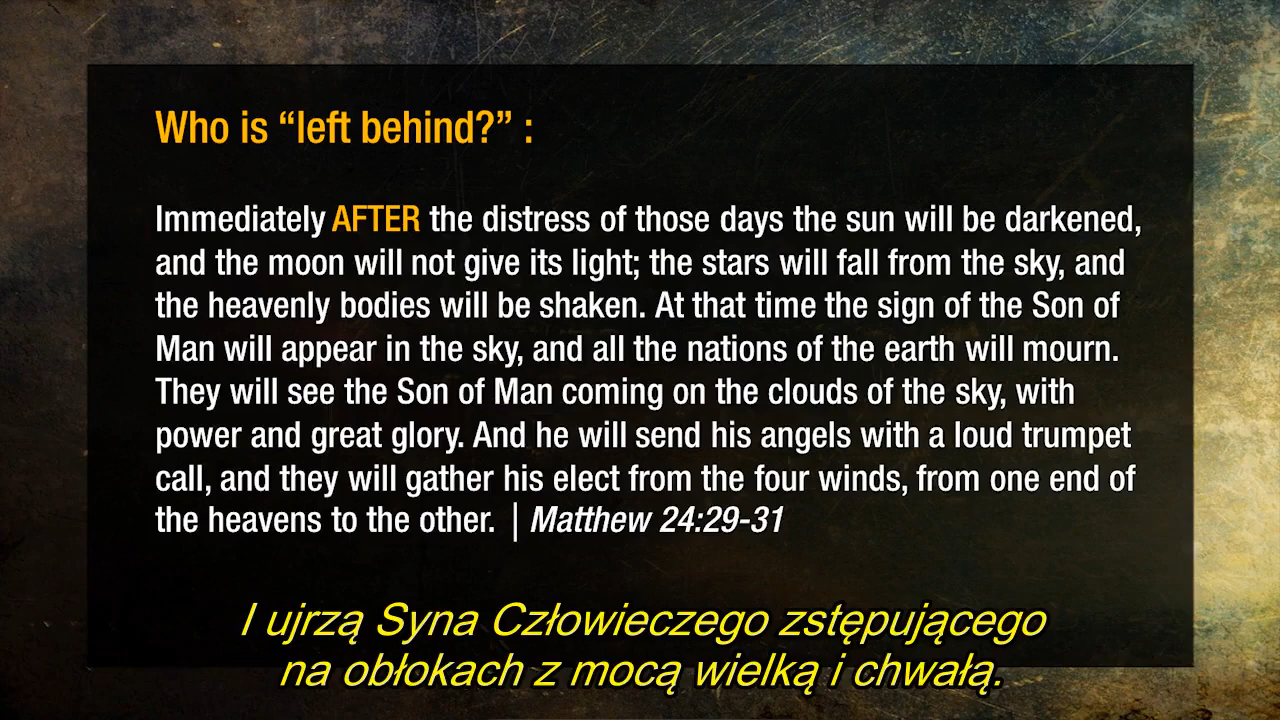 Who is “left behind?” :
Immediately AFTER the distress of those days the sun will be darkened,
and the moon will not give its light; the stars will fall from the sky, and
the heavenly bodies will be shaken. At that time the sign of the Son of
Man will appear in the sky, and all the nations of the earth will mourn.
They will see the Son of Man coming on the clouds of the sky, with
power and great glory. And he will send his angels with a loud trumpet
call, and they will gather his elect from the four winds, from one end of
the heavens to the other. | Matthew 24:29-31
I ujrzą Syna Człowieczego zstępującego
na obłokach z mocą wielką i chwałą.